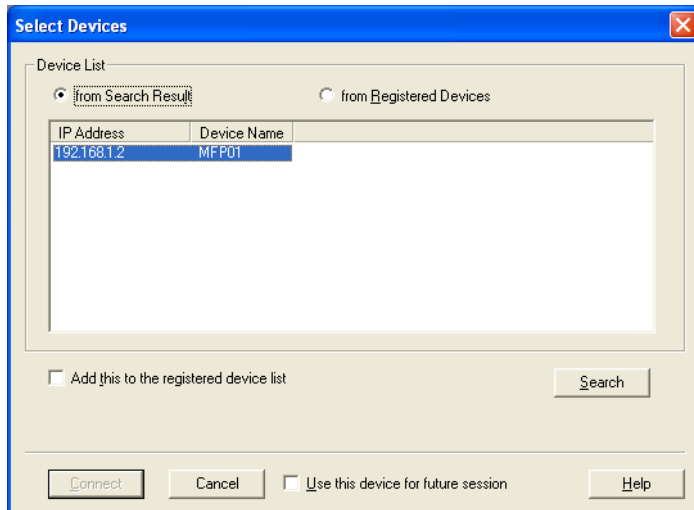 Select Devices
Device List
from Search Result
from Registered Devices
IP Address Device Name
192.168.1.2 MFP01
Add this to the registered device list
Search
Connect Cancel Use this device for future session Help